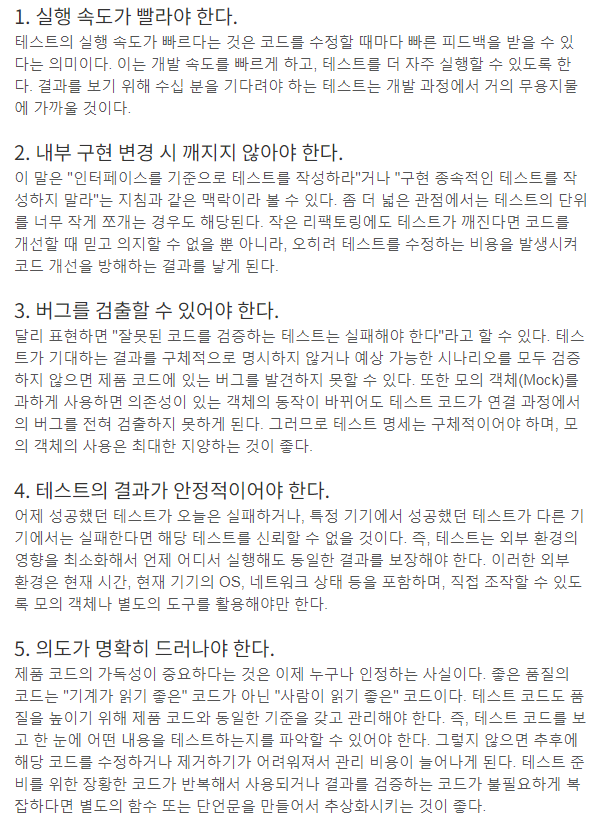 1. 실행 속도가 빨라야 한다.
테스트의 실행 속도가 빠르다는 것은 코드를 수정할 때마다 빠른 피드백을 받을 수 있
다는 의미이다. 이는 개발 속도를 빠르게 하고, 테스트를 더 자주 실행할 수 있도록 한
다. 결과를 보기 위해 수십 분을 기다려야 하는 테스트는 개발 과정에서 거의 무용지물
에 가까울 것이다.
2. 내부 구현 변경 시 깨지지 않아야 한다.
이 말은 "인터페이스를 기준으로 테스트를 작성하라"거나 "구현 종속적인 테스트를 작
성하지 말라"는 지침과 같은 맥락이라 볼 수 있다. 좀 더 넓은 관점에서는 테스트의 단위
를 너무 작게 쪼개는 경우도 해당된다. 작은 리팩토링에도 테스트가 깨진다면 코드를
개선할 때 믿고 의지할 수 없을 뿐 아니라, 오히려 테스트를 수정하는 비용을 발생시켜
코드 개선을 방해하는 결과를 낳게 된다.
3. 버그를 검출할 수 있어야 한다.
달리 표현하면 "잘못된 코드를 검증하는 테스트는 실패해야 한다"라고 할 수 있다. 테스
트가 기대하는 결과를 구체적으로 명시하지 않거나 예상 가능한 시나리오를 모두 검증
하지 않으면 제품 코드에 있는 버그를 발견하지 못할 수 있다. 또한 모의 객체(Mock)를
과하게 사용하면 의존성이 있는 객체의 동작이 바뀌어도 테스트 코드가 연결 과정에서
의 버그를 전혀 검출하지 못하게 된다. 그러므로 테스트 명세는 구체적이어야 하며, 모
의 객체의 사용은 최대한 지양하는 것이 좋다.
4. 테스트의 결과가 안정적이어야 한다.
어제 성공했던 테스트가 오늘은 실패하거나, 특정 기기에서 성공했던 테스트가 다른 기
기에서는 실패한다면 해당 테스트를 신뢰할 수 없을 것이다. 즉, 테스트는 외부 환경의
영향을 최소화해서 언제 어디서 실행해도 동일한 결과를 보장해야 한다. 이러한 외부
환경은 현재 시간, 현재 기기의 OS, 네트워크 상태 등을 포함하며, 직접 조작할 수 있도
록 모의 객체나 별도의 도구를 활용해야만 한다.
5. 의도가 명확히 드러나야 한다.
제품 코드의 가독성이 중요하다는 것은 이제 누구나 인정하는 사실이다. 좋은 품질의
코드는 "기계가 읽기 좋은" 코드가 아닌 "사람이 읽기 좋은" 코드이다. 테스트 코드도 품
질을 높이기 위해 제품 코드와 동일한 기준을 갖고 관리해야 한다. 즉, 테스트 코드를 보
고 한 눈에 어떤 내용을 테스트하는지를 파악할 수 있어야 한다. 그렇지 않으면 추후에
해당 코드를 수정하거나 제거하기가 어려워져서 관리 비용이 늘어나게 된다. 테스트 준
비를 위한 장황한 코드가 반복해서 사용되거나 결과를 검증하는 코드가 불필요하게 복
잡하다면 별도의 함수 또는 단언문을 만들어서 추상화시키는 것이 좋다.